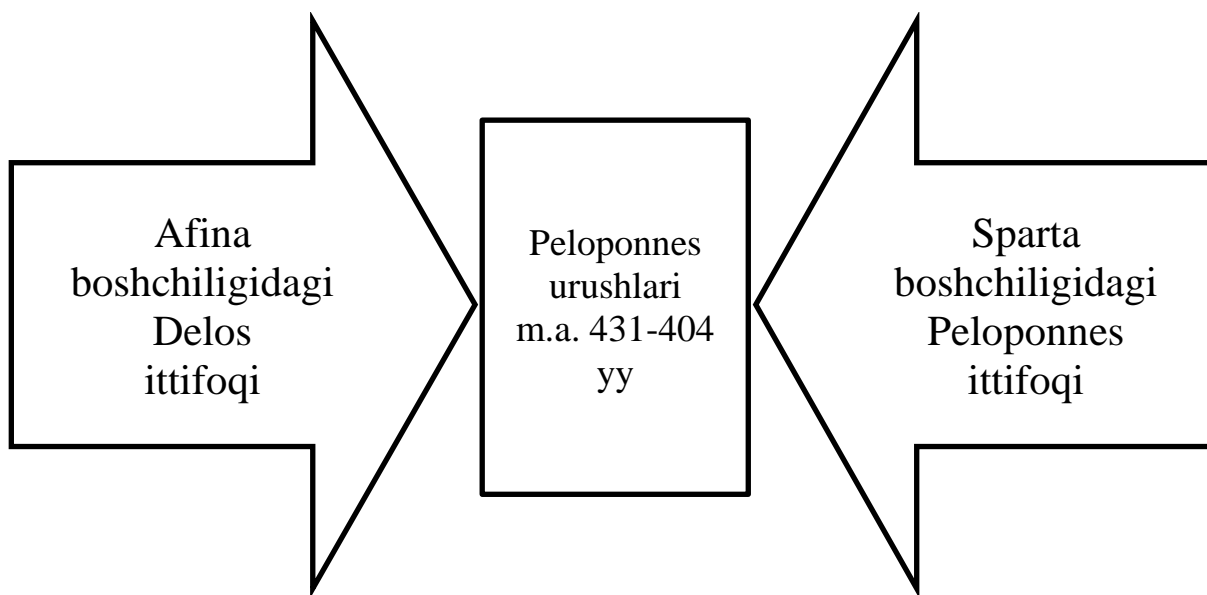 Afina
boshchiligidagi
Delos
ittifoqi
Peloponnes
urushlari
m.a. 431-404
yy
Sparta
boshchiligidagi
Peloponnes
ittifoqi